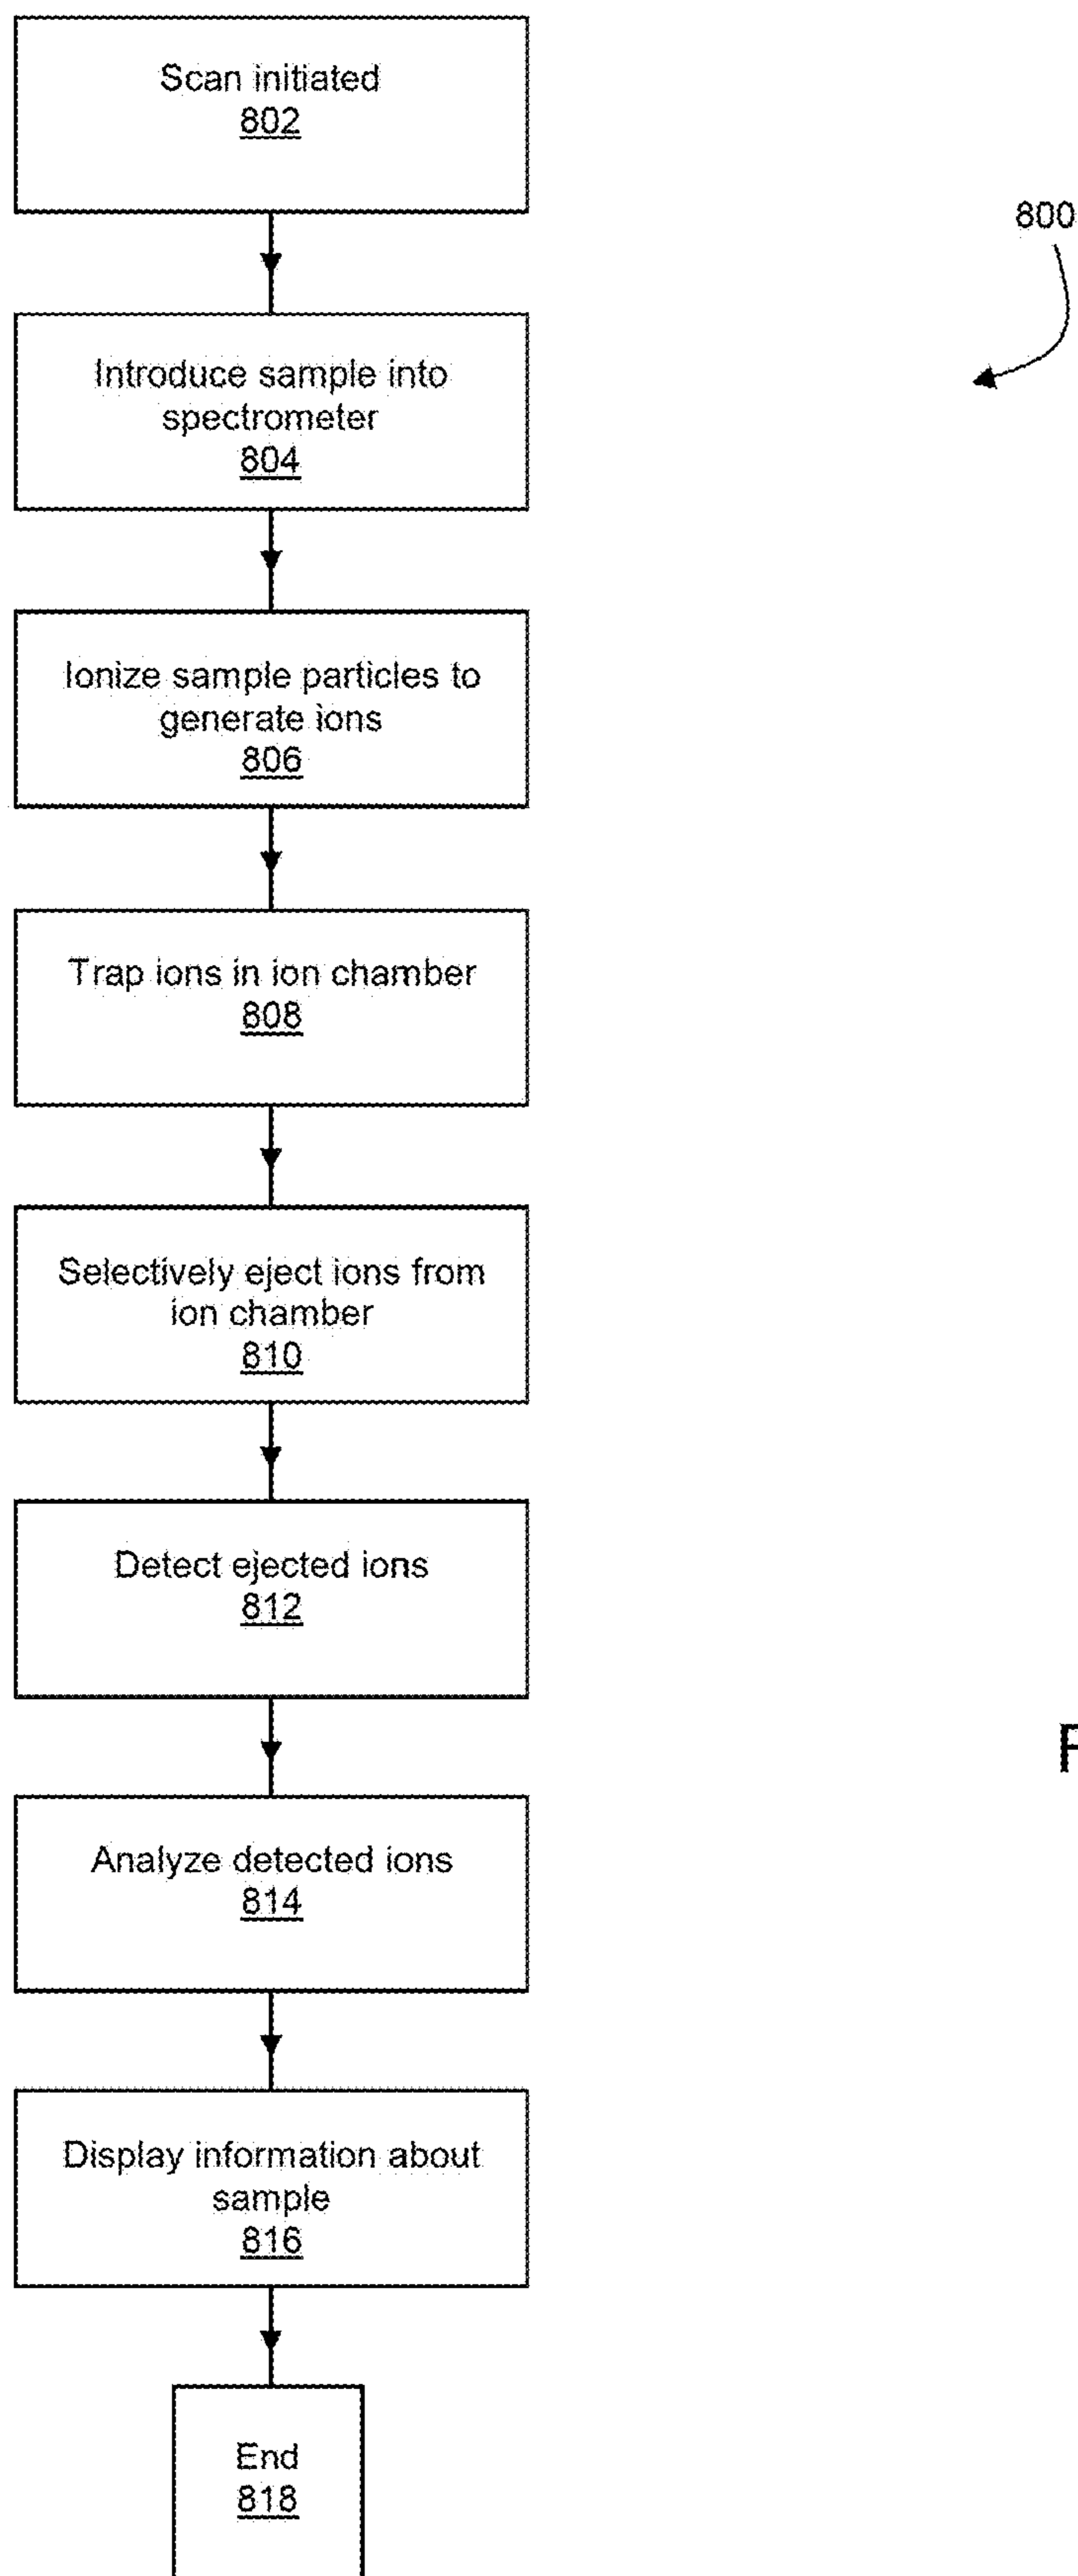 Scan initiated
802
800
Introduce sample into
spectrometer
804
Ionize sample particles to
generate ions
806
Trap ions in ion chamber
808
Selectively eject ions from
ion chamber
810
Detect ejected ions
812
F
Analyze detected ions
814
Display information about
sample
816
End
818